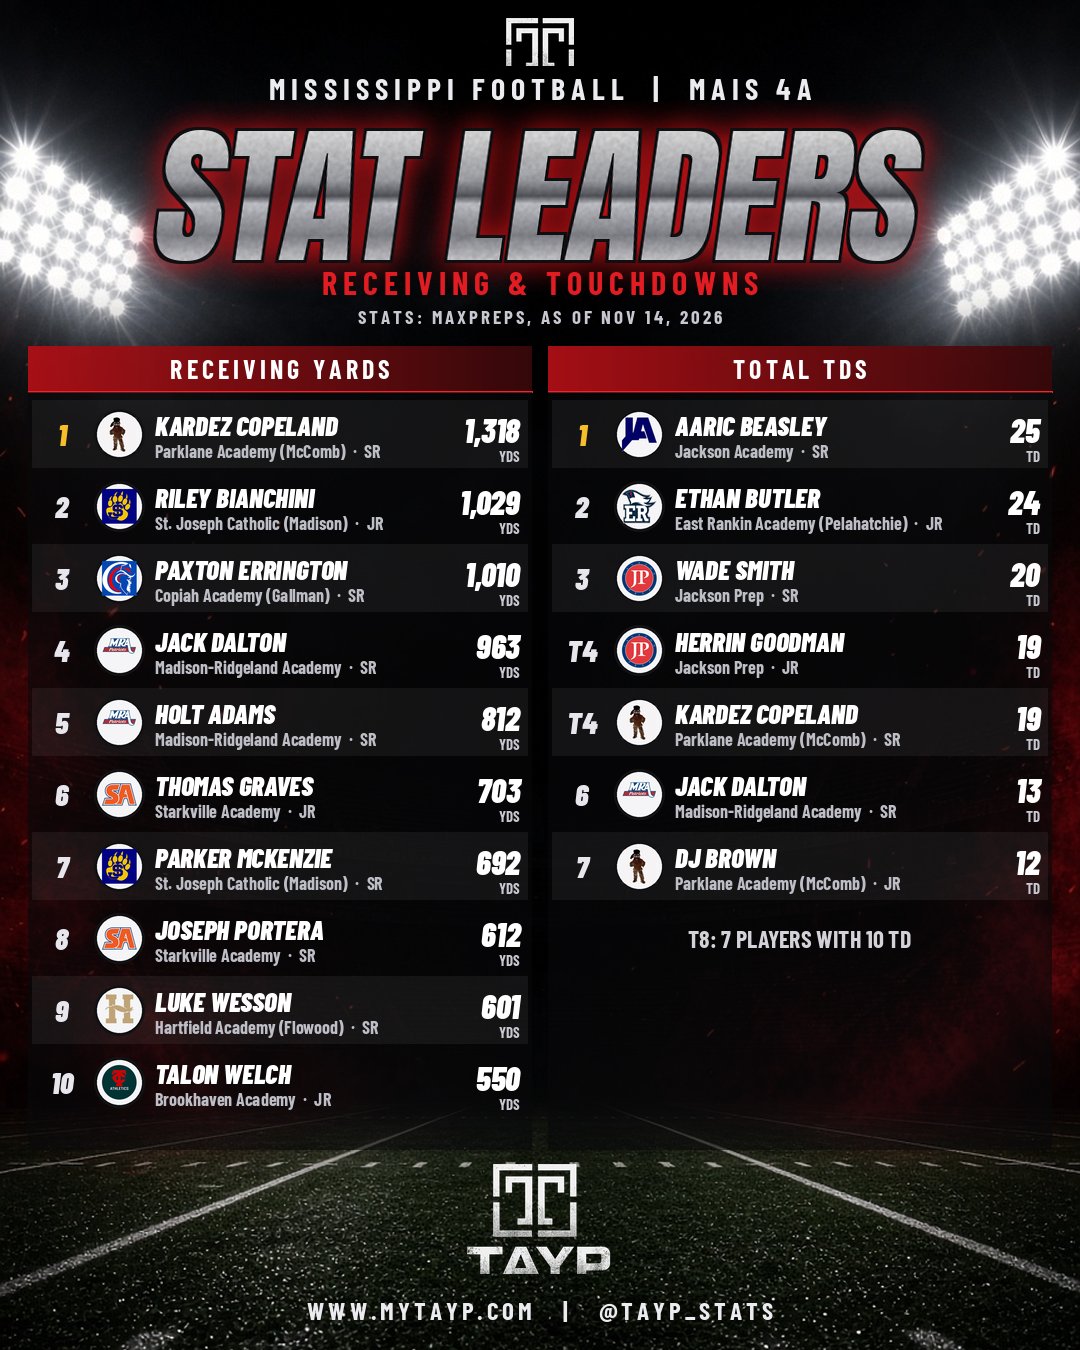 MISSISSIPPI FOOTBALL | MAIS 4A
STAT LEADERS
RECEIVING & TOUCHDOWNS
STATS: MAXPREPS, AS OF NOV 14, 2026
RECEIVING YARDS
1 KARDEZ COPELAND 1,318
Parklane Academy (McComb) · SR YDS
2 RILEY BIANCHINI 1,029
St. Joseph Catholic (Madison) · JR YDS
3 PAXTON ERRINGTON 1,010
Copiah Academy (Gallman) · SR YDS
4 JACK DALTON 963
Madison-Ridgeland Academy · SR YDS
5 HOLT ADAMS 812
Madison-Ridgeland Academy · SR YDS
6 THOMAS GRAVES 703
Starkville Academy · JR YDS
7 PARKER MCKENZIE 692
St. Joseph Catholic (Madison) · SR YDS
8 JOSEPH PORTERA 612
Starkville Academy · SR YDS
9 LUKE WESSON 601
Hartfield Academy (Flowood) · SR YDS
10 TALON WELCH 550
Brookhaven Academy · JR YDS
TOTAL TDS
1 JA AARIC BEASLEY 25
Jackson Academy · SR TD
2 ER ETHAN BUTLER 24
East Rankin Academy (Pelahatchie) · JR TD
3 JP WADE SMITH 20
Jackson Prep · SR TD
T4 JP HERRIN GOODMAN 19
Jackson Prep · JR TD
T4 KARDEZ COPELAND 19
Parklane Academy (McComb) · SR TD
6 MRA JACK DALTON 13
Madison-Ridgeland Academy · SR TD
7 DJ BROWN 12
Parklane Academy (McComb) · JR TD
T8: 7 PLAYERS WITH 10 TD
TAYP
WWW.MYTAYP.COM | @TAYP_STATS